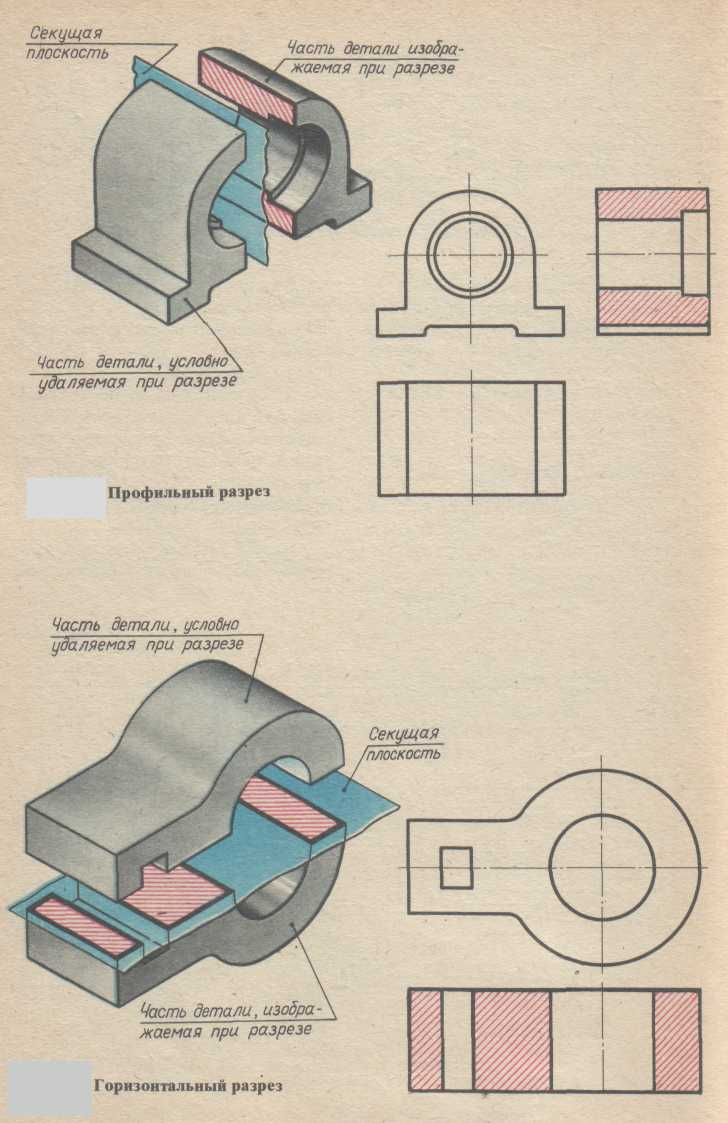 Секущая
плоскость
Часть детали изобра-
жаемая при разрезе
Часть детали, условно
удаляемая при разрезе
Профильный разрез
Часть детали, условно
удаляемая при разрезе
Секущая
плоскость
Часть детали, изобра-
жаемая при разрезе
Горизонтальный разрез